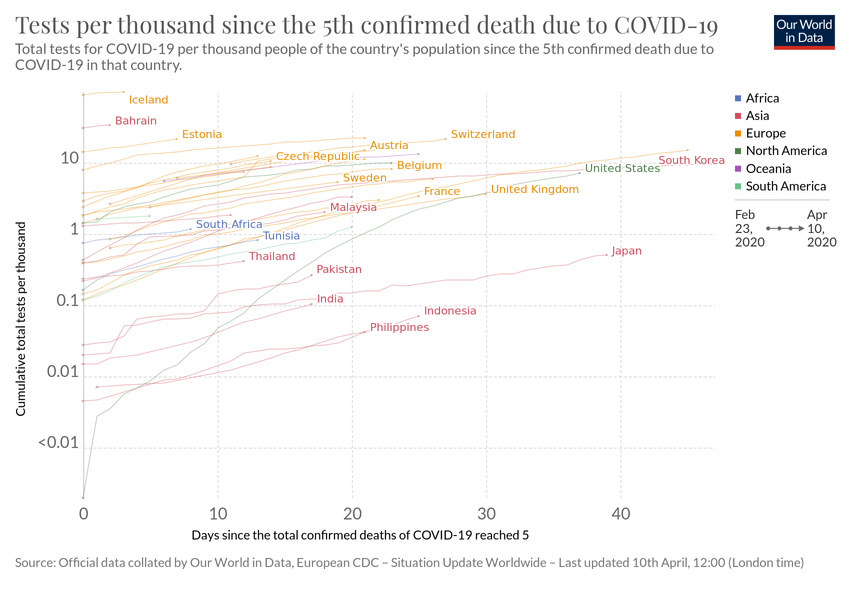 Tests per thousand since the 5th confirmed death due to COVID-19
Our World
in Data
Total tests for COVID-19 per thousand people of the country's population since the 5th confirmed death due to
COVID-19 in that country.
Iceland
Bahrain
Estonia
Switzerland
Austria
Czech Republic
Belgium
South Korea
United States
Sweden
France
United Kingdom
Malaysia
South Africa
Tunisia
Thailand
Japan
Pakistan
India
Indonesia
Philippines
Africa
Asia
Europe
North America
Oceania
South America
Feb
23,
2020
Apr
10,
2020
Cumulative total tests per thousand
10
1
0.1
0.01
<0.01
0
10
20
30
40
Days since the total confirmed deaths of COVID-19 reached 5
Source: Official data collated by Our World in Data, European CDC – Situation Update Worldwide – Last updated 10th April, 12:00 (London time)